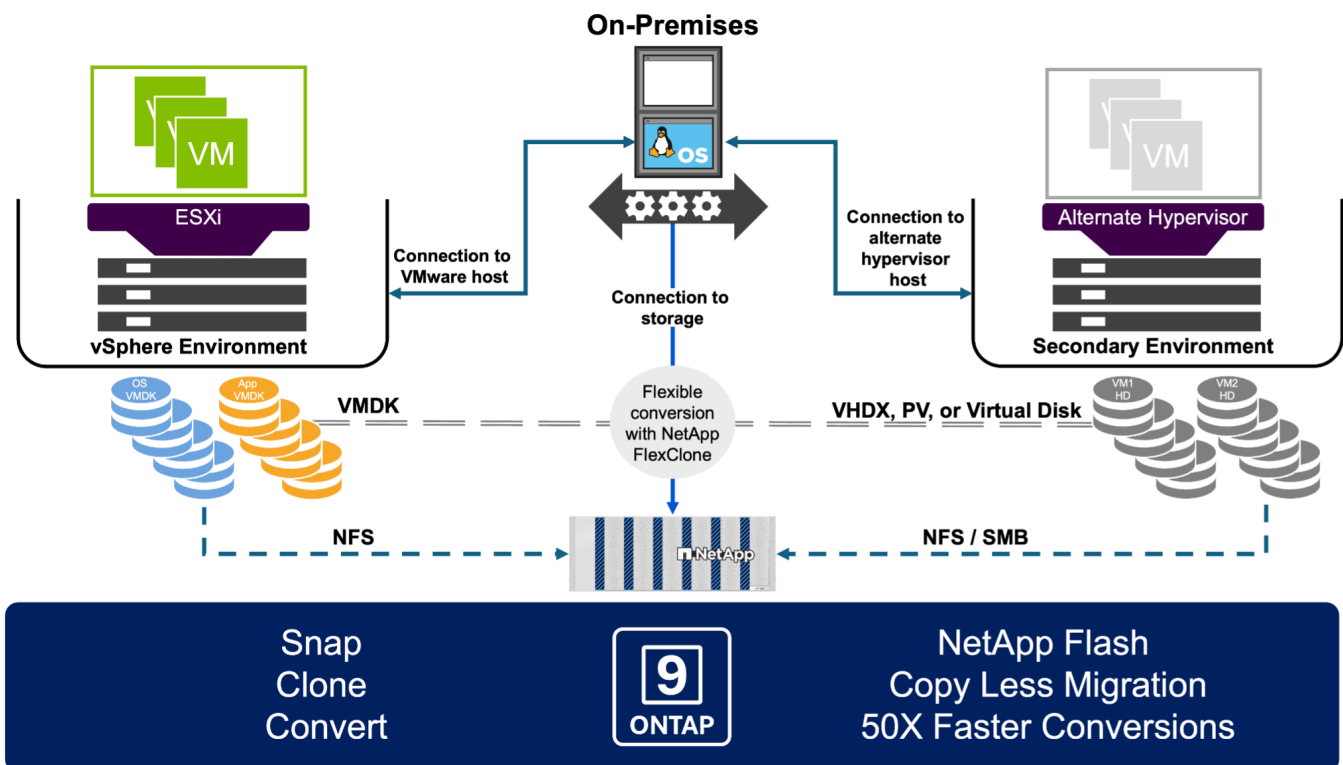 On-Premises
VM
OS
ESXi
vSphere Environment
Connection to
VMware host
Connection to
storage
Connection to
alternate
hypervisor
host
VM
Alternate Hypervisor
Secondary Environment
OS
VMDK
App
VMDK
VMDK
Flexible
conversion
with NetApp
FlexClone
VHDX, PV, or Virtual Disk
VM1
HD
VM2
HD
NFS
NetApp
NFS / SMB
Snap
Clone
Convert
9
ONTAP
NetApp Flash
Copy Less Migration
50X Faster Conversions